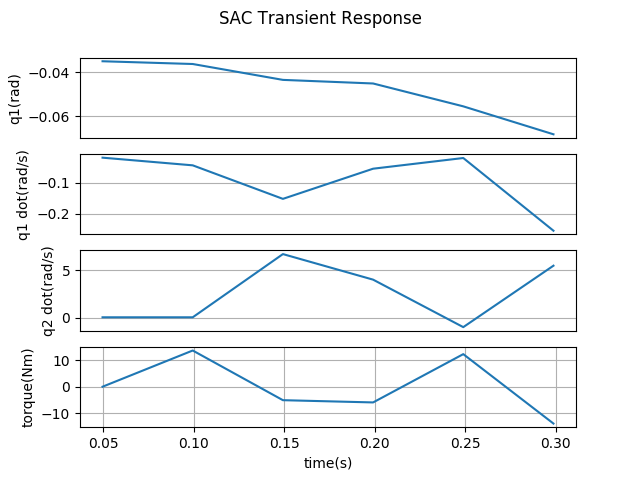 SAC Transient Response
q1(rad)
−0.04
−0.06
q1 dot(rad/s)
−0.1
−0.2
q2 dot(rad/s)
5
0
torque(Nm)
10
0
−10
0.05 0.10 0.15 0.20 0.25 0.30
time(s)